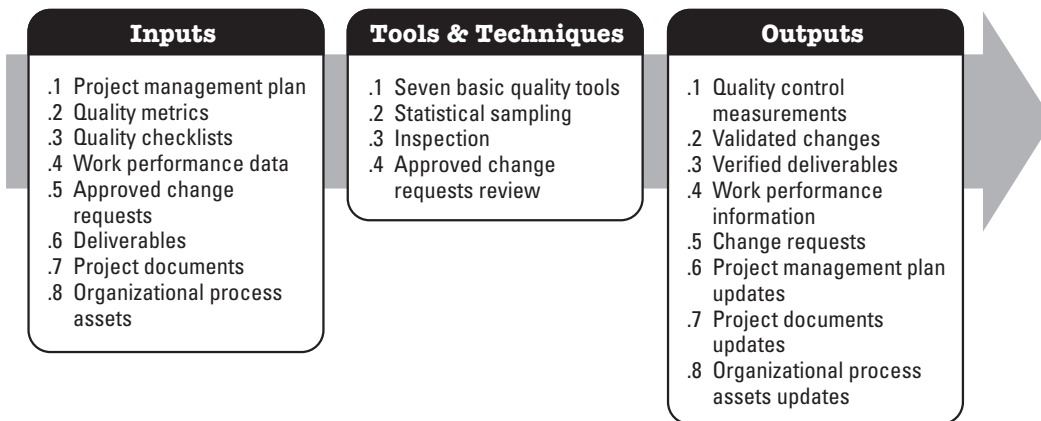 Inputs
.1 Project management plan
.2 Quality metrics
.3 Quality checklists
.4 Work performance data
.5 Approved change
requests
.6 Deliverables
.7 Project documents
.8 Organizational process
assets
Tools & Techniques
.1 Seven basic quality tools
.2 Statistical sampling
.3 Inspection
.4 Approved change
requests review
Outputs
.1 Quality control
measurements
.2 Validated changes
.3 Verified deliverables
.4 Work performance
information
.5 Change requests
.6 Project management plan
updates
.7 Project documents
updates
.8 Organizational process
assets updates